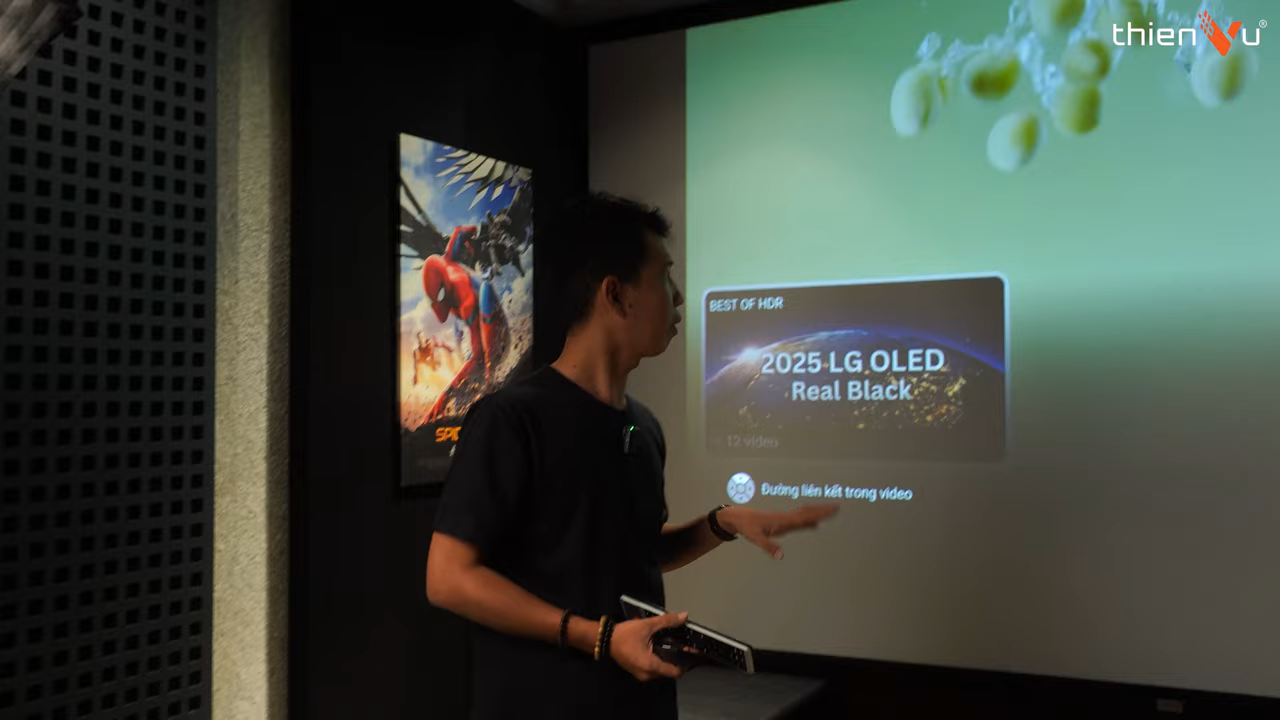 thienVu®
BEST OF HDR
2025 LG OLED
Real Black
12 video
Đường liên kết trong video